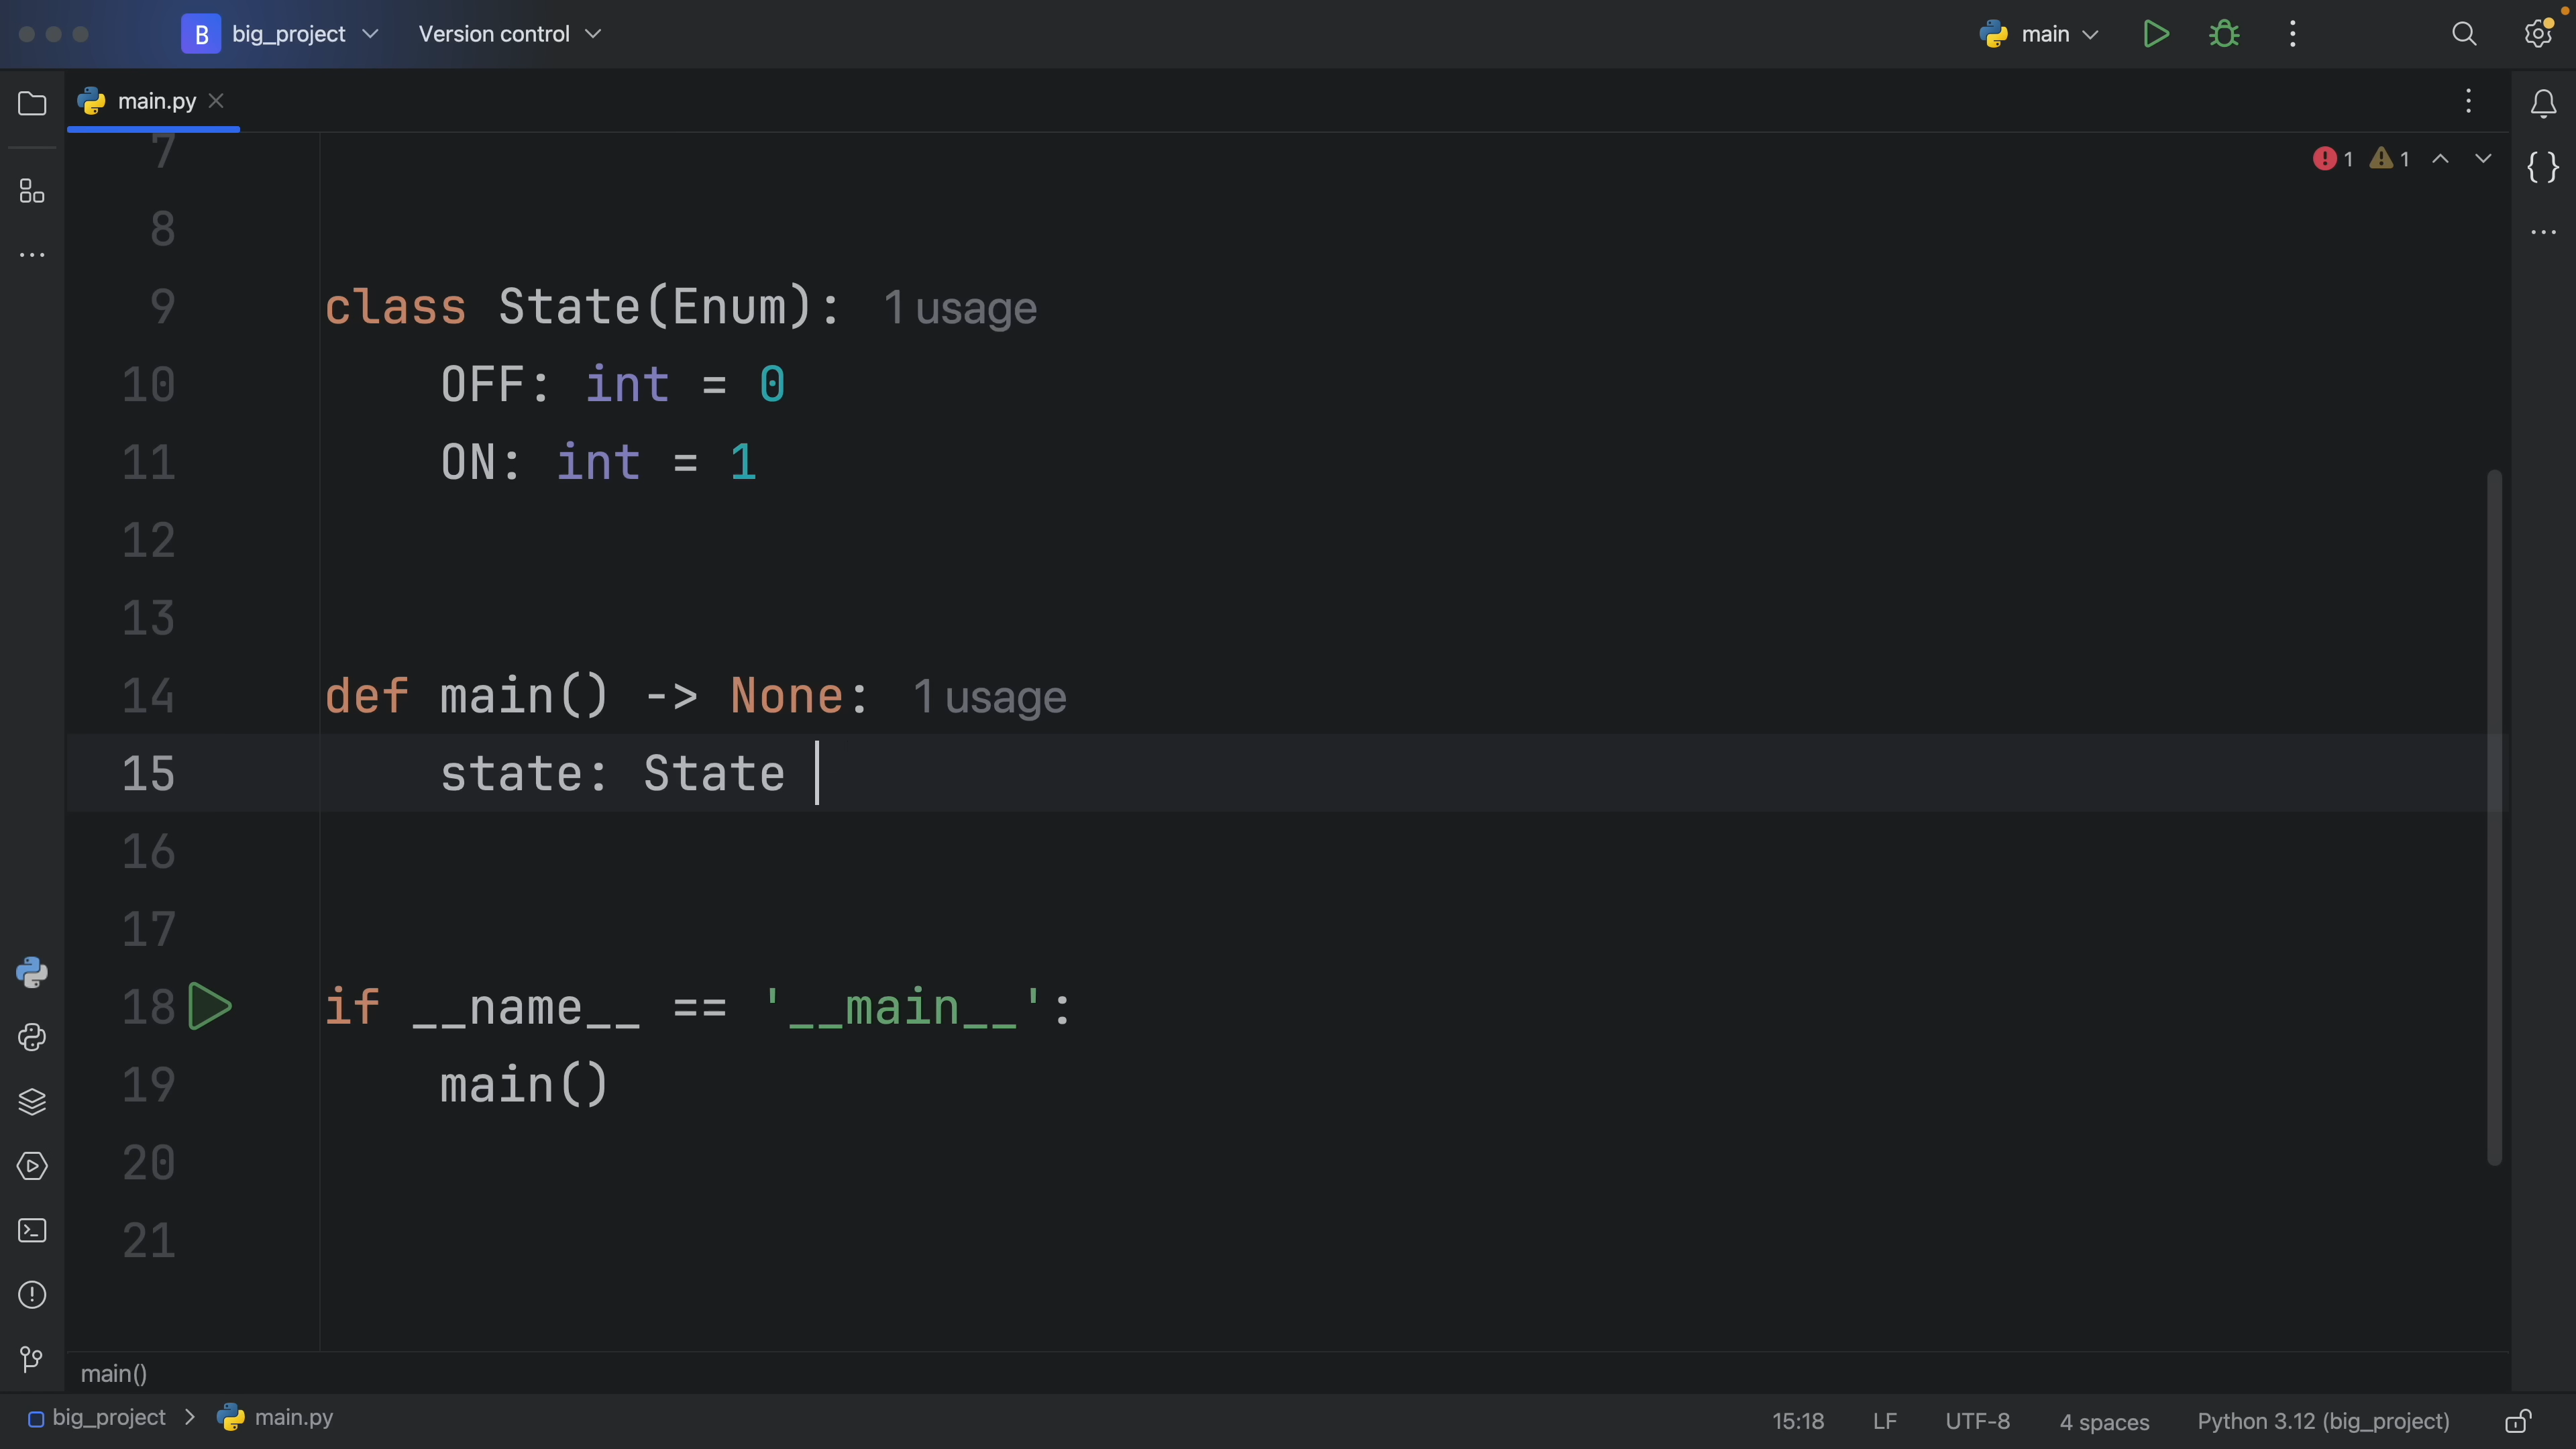 B big_project Version control main
main.py
1 1
7
8
9 class State(Enum): 1 usage
10 OFF: int = 0
11 ON: int = 1
12
13
14 def main() -> None: 1 usage
15 state: State
16
17
18 if __name__ == '__main__':
19 main()
20
21
main()
big_project > main.py 15:18 LF UTF-8 4 spaces Python 3.12 (big_project)